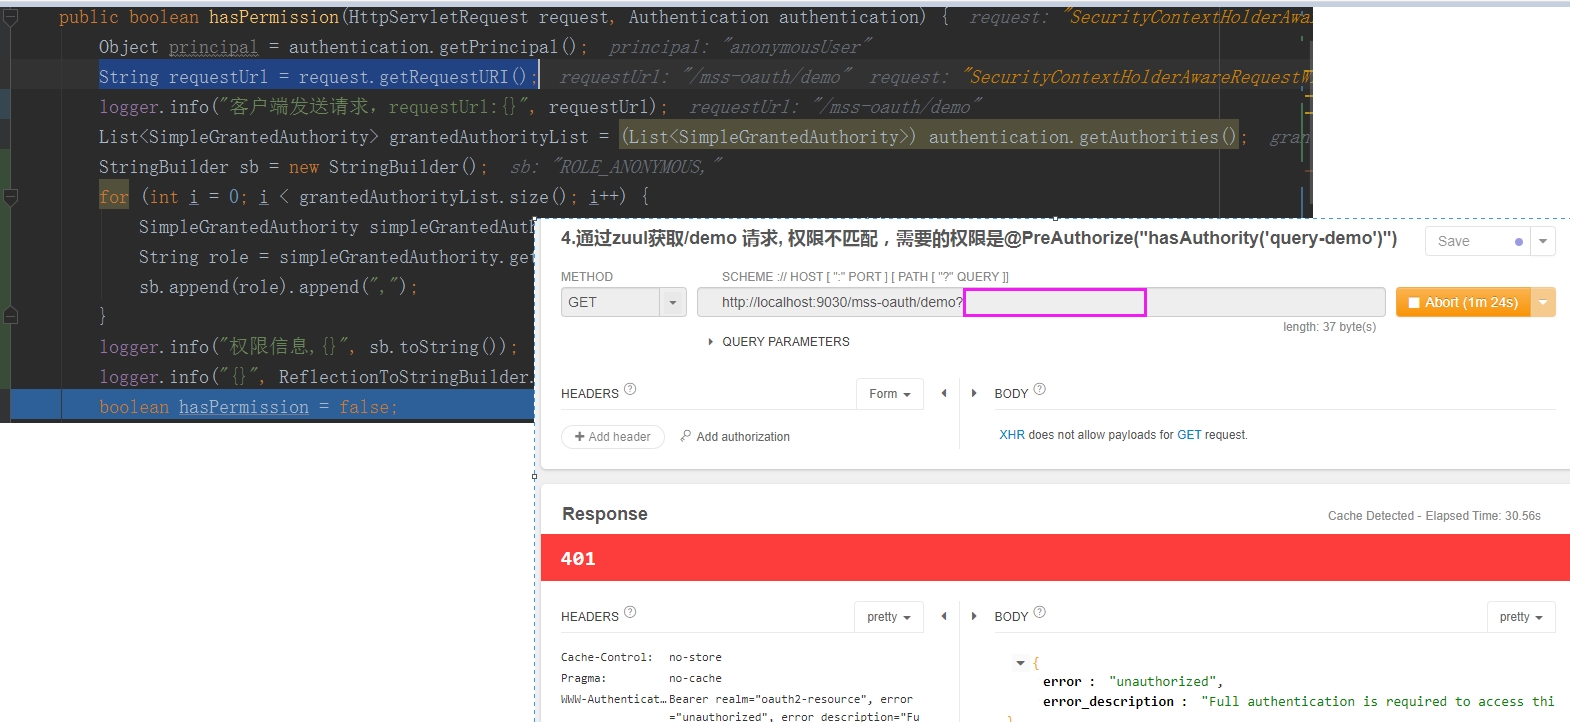 public boolean hasPermission(HttpServletRequest request, Authentication authentication) { request: "SecurityContextHolderAwa
Object principal = authentication.getPrincipal(); principal: "anonymousUser"
String requestUrl = request.getRequestURI(); requestUrl: "/mss-oauth/demo" request: "SecurityContextHolderAwareRequestW
logger.info("客户端发送请求，requestUrl:{}", requestUrl); requestUrl: "/mss-oauth/demo"
List<SimpleGrantedAuthority> grantedAuthorityList = (List<SimpleGrantedAuthority>) authentication.getAuthorities(); gran
StringBuilder sb = new StringBuilder(); sb: "ROLE_ANONYMOUS,"
for (int i = 0; i < grantedAuthorityList.size(); i++) {
SimpleGrantedAuthority simpleGrantedAuth
String role = simpleGrantedAuthority.get
sb.append(role).append(",");
}
logger.info("权限信息,{}", sb.toString());
logger.info("{}", ReflectionToStringBuilder.
boolean hasPermission = false;
4.通过zuul获取/demo 请求, 权限不匹配，需要的权限是@PreAuthorize("hasAuthority('query-demo')")
Save
METHOD
SCHEME :// HOST [ ":" PORT ] [ PATH [ "?" QUERY ]]
GET
http://localhost:9030/mss-oauth/demo?
Abort (1m 24s)
length: 37 byte(s)
QUERY PARAMETERS
HEADERS ?
Form
BODY ?
+ Add header
Add authorization
XHR does not allow payloads for GET request.
Response
Cache Detected - Elapsed Time: 30.56s
401
HEADERS ?
pretty
BODY ?
pretty
Cache-Control: no-store
Pragma: no-cache
WWW-Authenticat… Bearer realm="oauth2-resource", error
="unauthorized", error_description="Fu
{
error : "unauthorized",
error_description : "Full authentication is required to access thi
}